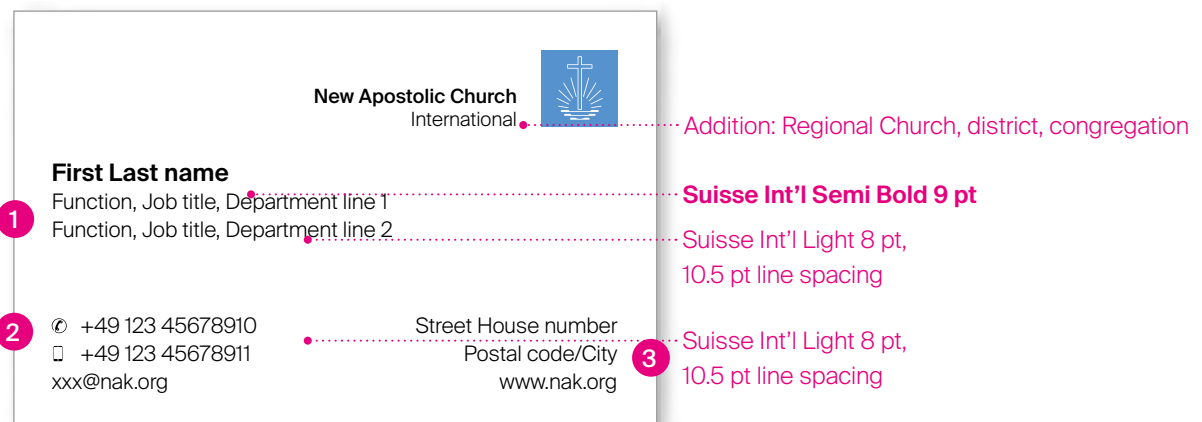 New Apostolic Church
International
Addition: Regional Church, district, congregation
First Last name
Suisse Int'l Semi Bold 9 pt
Function, Job title, Department line 1
1
Function, Job title, Department line 2
Suisse Int'l Light 8 pt,
10.5 pt line spacing
2
✆ +49 123 45678910
+49 123 45678911
xxx@nak.org
Street House number
Postal code/City
www.nak.org
3
Suisse Int'l Light 8 pt,
10.5 pt line spacing